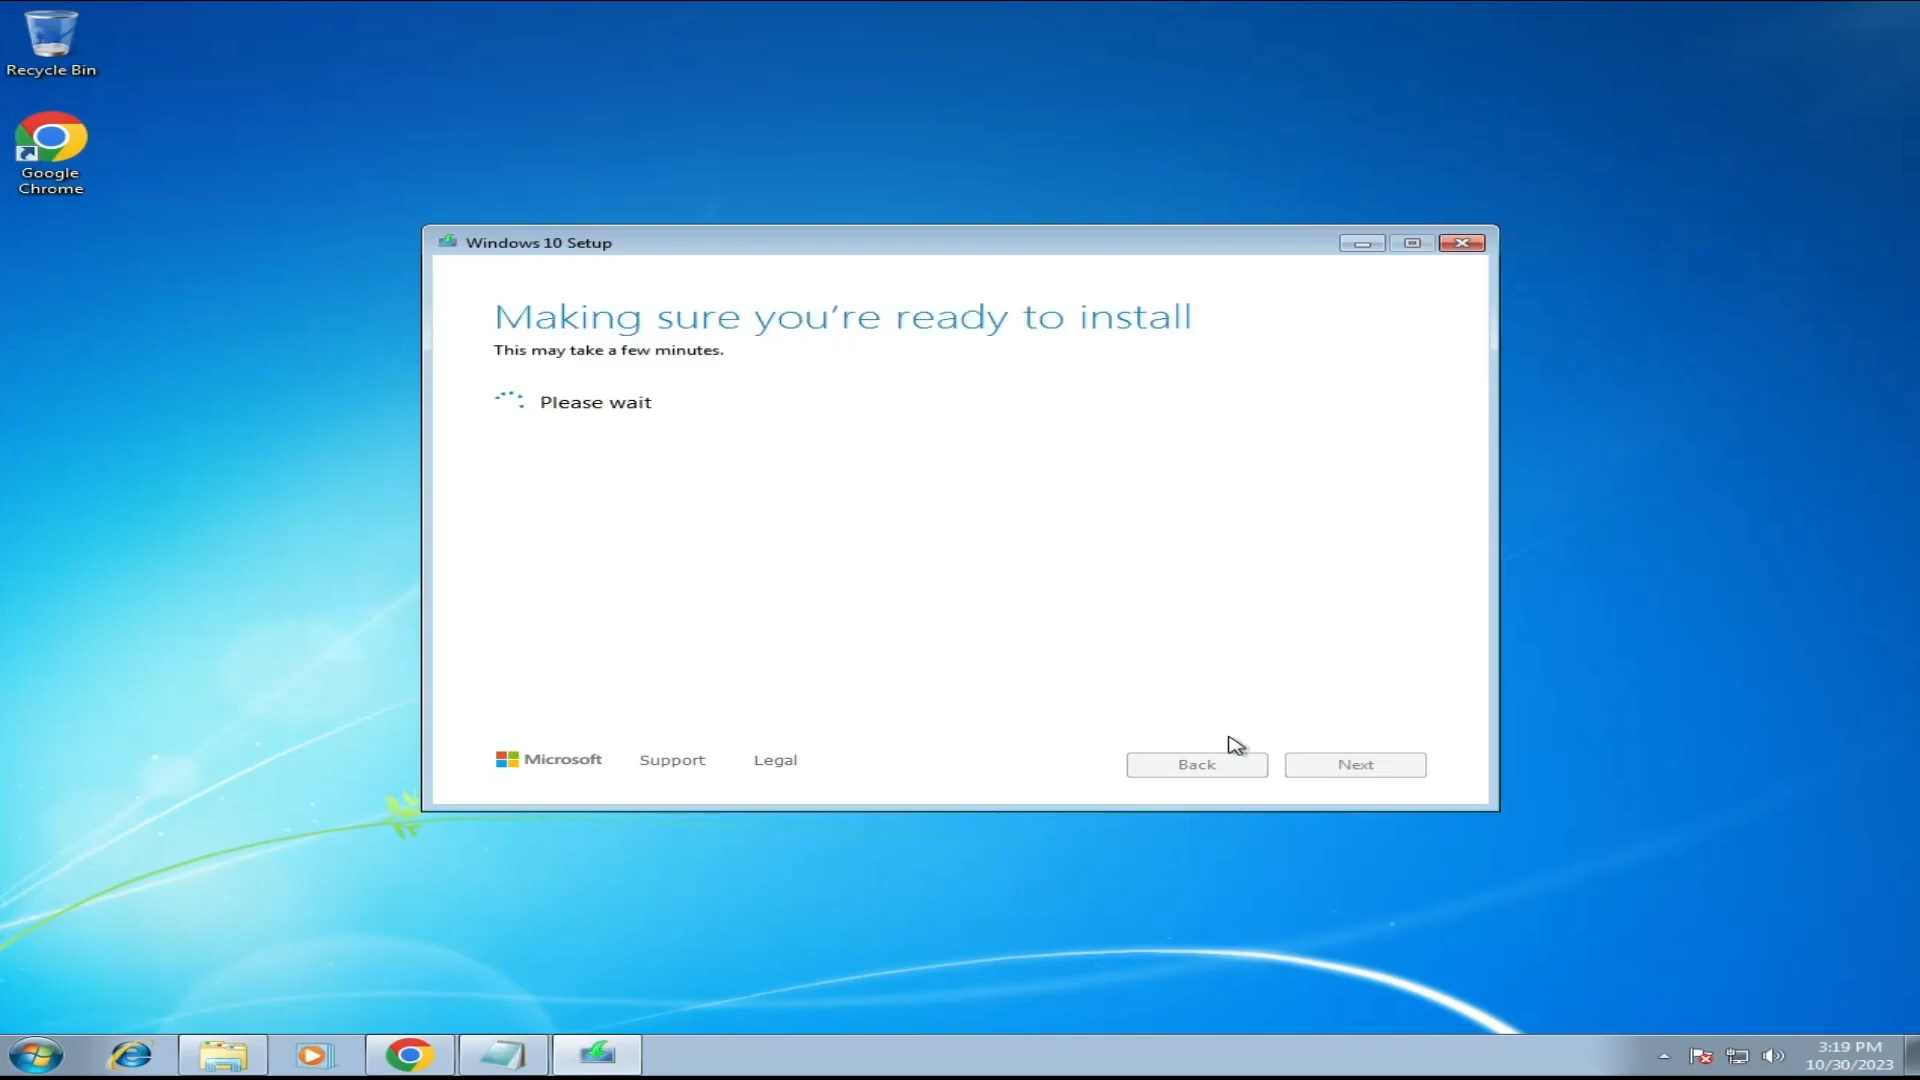 Recycle Bin
Google
Chrome
Windows 10 Setup
Making sure you're ready to install
This may take a few minutes.
Please wait
Microsoft
Support
Legal
Back
Next
3:19 PM
10/30/2023